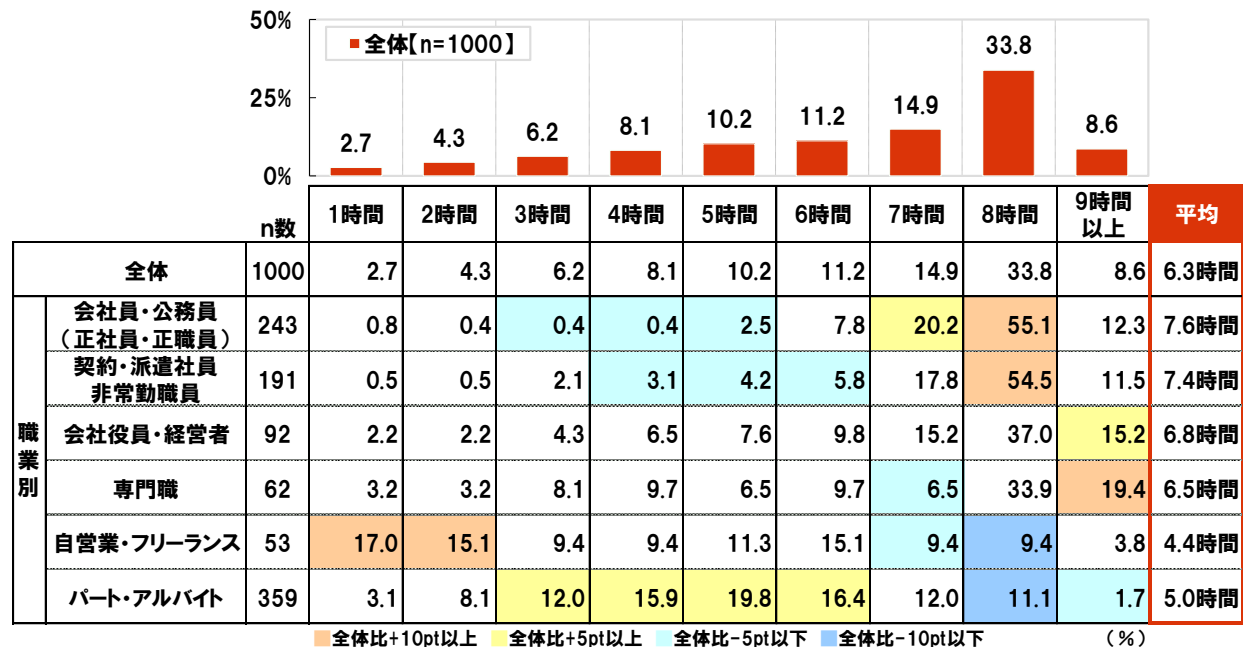 50%
25%
0%
全体【n=1000】
2.7 4.3 6.2 8.1 10.2 11.2 14.9 33.8 8.6
n数 1時間 2時間 3時間 4時間 5時間 6時間 7時間 8時間 9時間以上 平均
全体 1000 2.7 4.3 6.2 8.1 10.2 11.2 14.9 33.8 8.6 6.3時間
職業別
会社員・公務員
（正社員・正職員） 243 0.8 0.4 0.4 0.4 2.5 7.8 20.2 55.1 12.3 7.6時間
契約・派遣社員
非常勤職員 191 0.5 0.5 2.1 3.1 4.2 5.8 17.8 54.5 11.5 7.4時間
会社役員・経営者 92 2.2 2.2 4.3 6.5 7.6 9.8 15.2 37.0 15.2 6.8時間
専門職 62 3.2 3.2 8.1 9.7 6.5 9.7 6.5 33.9 19.4 6.5時間
自営業・フリーランス 53 17.0 15.1 9.4 9.4 11.3 15.1 9.4 9.4 3.8 4.4時間
パート・アルバイト 359 3.1 8.1 12.0 15.9 19.8 16.4 12.0 11.1 1.7 5.0時間
全体比+10pt以上 全体比+5pt以上 全体比-5pt以下 全体比-10pt以下 （％）